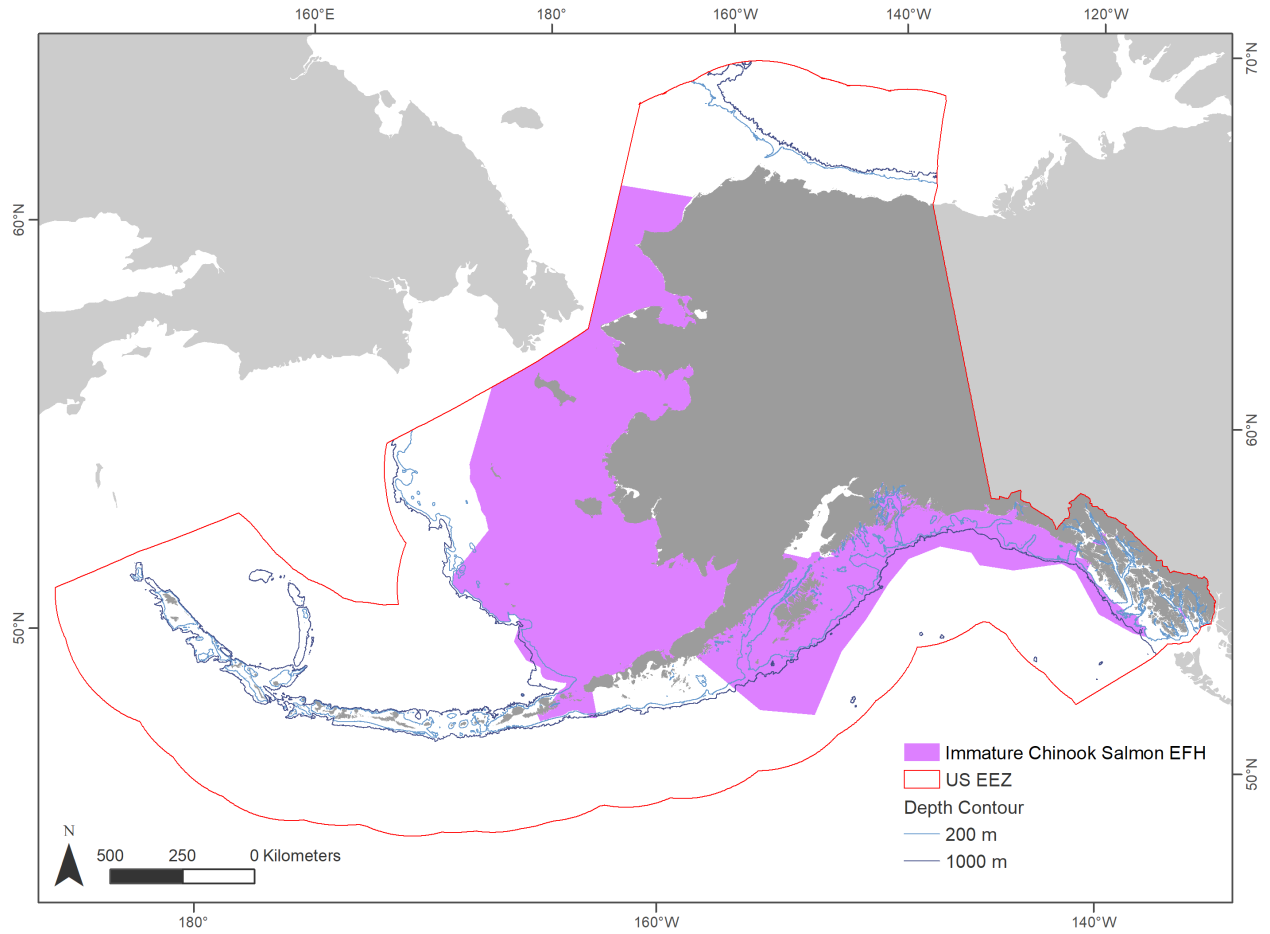 160°E 180° 160°W 140°W 120°W
70°N
60°N
60°N
50°N
Immature Chinook Salmon EFH
US EEZ
50°N
Depth Contour
200 m
1000 m
N
500 250 0 Kilometers
180° 160°W 140°W